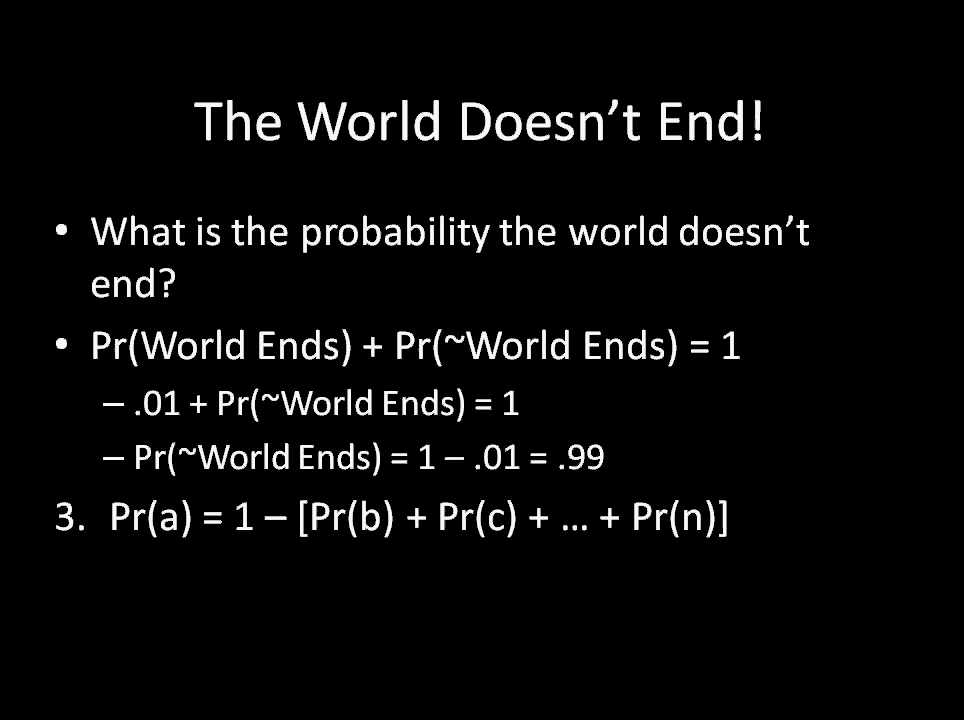 The World Doesn’t End!
• What is the probability the world doesn’t
end?
• Pr(World Ends) + Pr(~World Ends) = 1
– .01 + Pr(~World Ends) = 1
– Pr(~World Ends) = 1 – .01 = .99
3. Pr(a) = 1 – [Pr(b) + Pr(c) + … + Pr(n)]